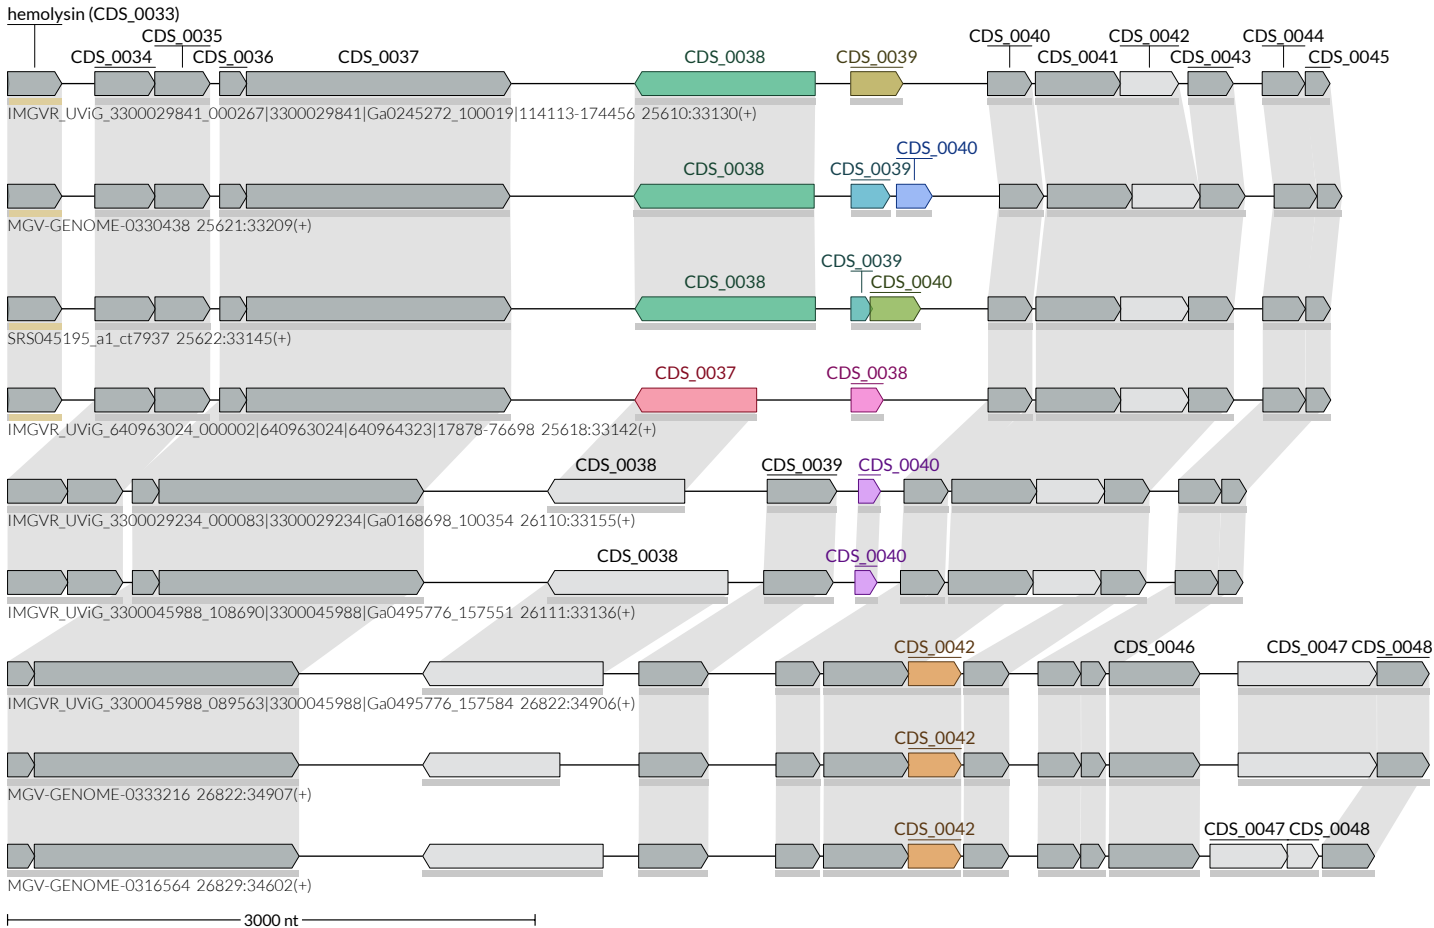 hemolysin (CDS_0033)
CDS_0035 CDS_0040 CDS_0042 CDS_0044
CDS_0034 CDS_0036 CDS_0037 CDS_0038 CDS_0039 CDS_0041 CDS_0043 CDS_0045
IMGVR_UViG_3300029841_000267|3300029841|Ga0245272_100019|114113-174456 25610:33130(+)
CDS_0040
CDS_0038 CDS_0039
MGV-GENOME-0330438 25621:33209(+)
CDS_0039
CDS_0038 CDS_0040
SRS045195_a1_ct7937 25622:33145(+)
CDS_0037 CDS_0038
IMGVR_UViG_640963024_000002|640963024|640964323|17878-76698 25618:33142(+)
CDS_0038 CDS_0039 CDS_0040
IMGVR_UViG_3300029234_000083|3300029234|Ga0168698_100354 26110:33155(+)
CDS_0038 CDS_0040
IMGVR_UViG_3300045988_108690|3300045988|Ga0495776_157551 26111:33136(+)
CDS_0042 CDS_0046 CDS_0047 CDS_0048
IMGVR_UViG_3300045988_089563|3300045988|Ga0495776_157584 26822:34906(+)
CDS_0042
MGV-GENOME-0333216 26822:34907(+)
CDS_0042 CDS_0047 CDS_0048
MGV-GENOME-0316564 26829:34602(+)
3000 nt